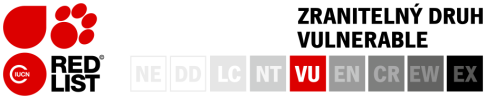 ZRANITELNÝ DRUH
VULNERABLE
IUCN
RED
LIST
©
NE DD LC NT VU EN CR EW EX